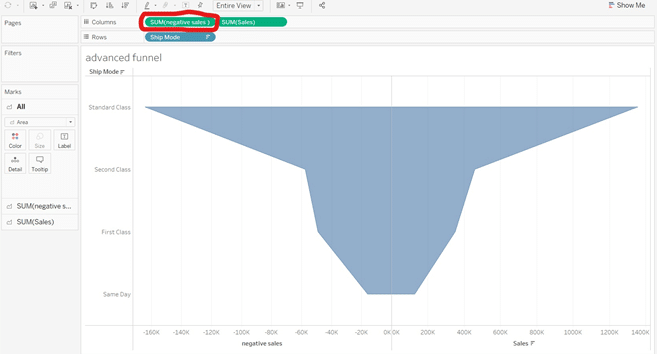 Entire View
Show Me
Pages
Columns
SUM(negative sales )
SUM(Sales)
Rows
Ship Mode
Filters
advanced funnel
Ship Mode
Marks
All
Area
Color
Size
Label
Detail
Tooltip
SUM(negative s...
SUM(Sales)
Standard Class
Second Class
First Class
Same Day
-160K -140K -120K -100K -80K -60K -40K -20K 0K0K 200K 400K 600K 800K 1000K 1200K 1400K
negative sales
Sales